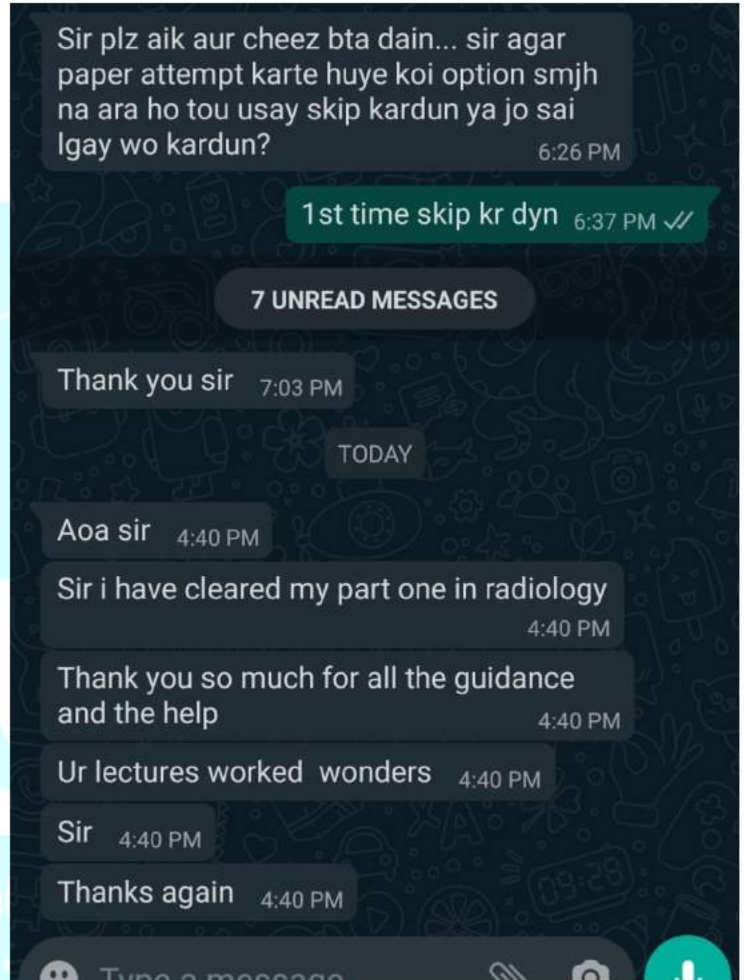 Sir plz aik aur cheez bta dain... sir agar
paper attempt karte huye koi option smjh
na ara ho tou usay skip kardun ya jo sai
lgay wo kardun?
6:26 PM
1st time skip kr dyn 6:37 PM
7 UNREAD MESSAGES
Thank you sir 7:03 PM
TODAY
Aoa sir 4:40 PM
Sir i have cleared my part one in radiology
4:40 PM
Thank you so much for all the guidance
and the help 4:40 PM
Ur lectures worked wonders 4:40 PM
Sir 4:40 PM
Thanks again 4:40 PM
Type a message